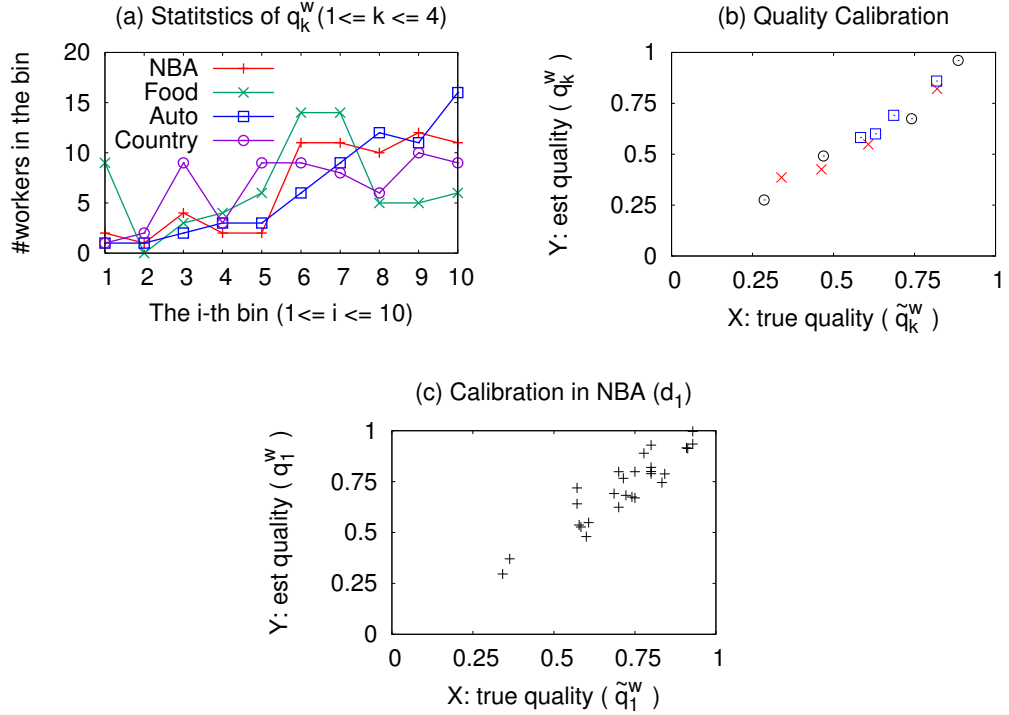 (a) Statitstics of q_k^w (1<= k <= 4)
#workers in the bin
20
15
10
5
0
NBA
Food
Auto
Country
1 2 3 4 5 6 7 8 9 10
The i-th bin (1<= i <= 10)
(b) Quality Calibration
Y: est quality ( q_k^w )
1
0.75
0.5
0.25
0
0 0.25 0.5 0.75 1
X: true quality ( q̃_k^w )
(c) Calibration in NBA (d_1)
Y: est quality ( q_1^w )
1
0.75
0.5
0.25
0
0 0.25 0.5 0.75 1
X: true quality ( q̃_1^w )